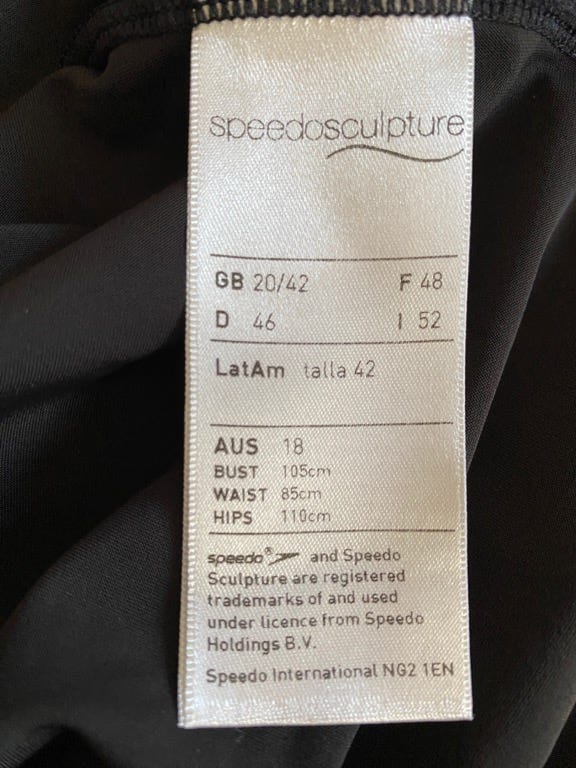 speedosculpture
GB 20/42 F 48
D 46 I 52
LatAm talla 42
AUS 18
BUST 105cm
WAIST 85cm
HIPS 110cm
speedo® and Speedo
Sculpture are registered
trademarks of and used
under licence from Speedo
Holdings B.V.
Speedo International NG2 1EN